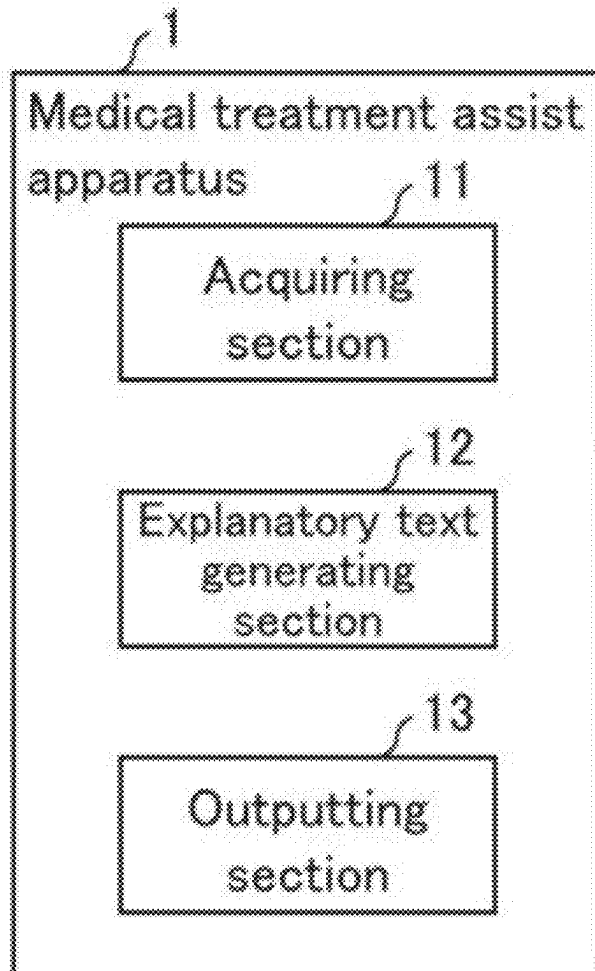 1
Medical treatment assist
apparatus
11
Acquiring
section
12
Explanatory text
generating
section
13
Outputting
section